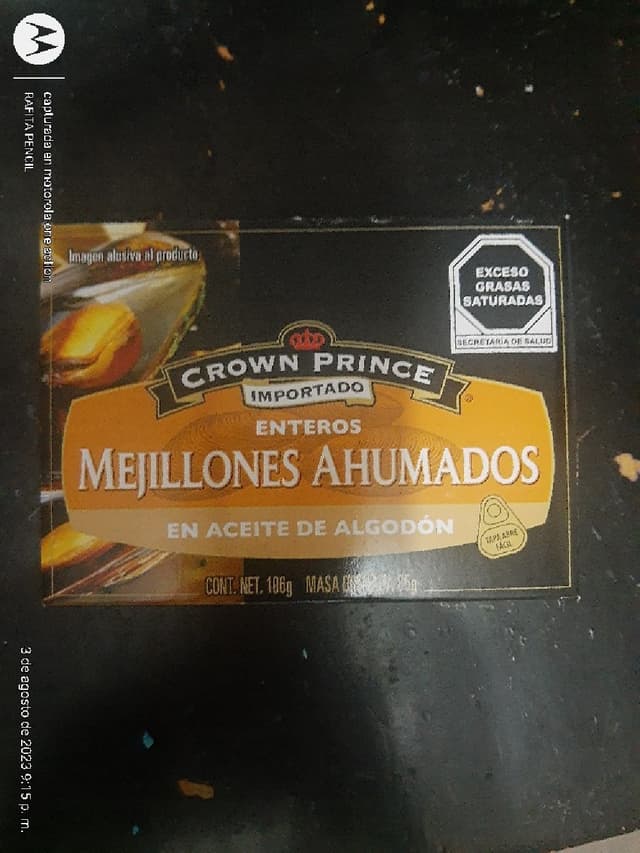 capturada en motorola one action
RAFITA PENCIL
Imagen alusiva al producto
EXCESO
GRASAS
SATURADAS
SECRETARÍA DE SALUD
CROWN PRINCE
IMPORTADO
®
ENTEROS
MEJILLONES AHUMADOS
EN ACEITE DE ALGODÓN
TAPA ABRE
FÁCIL
CONT. NET. 106g MASA
3 de agosto de 2023 9:15 p. m.